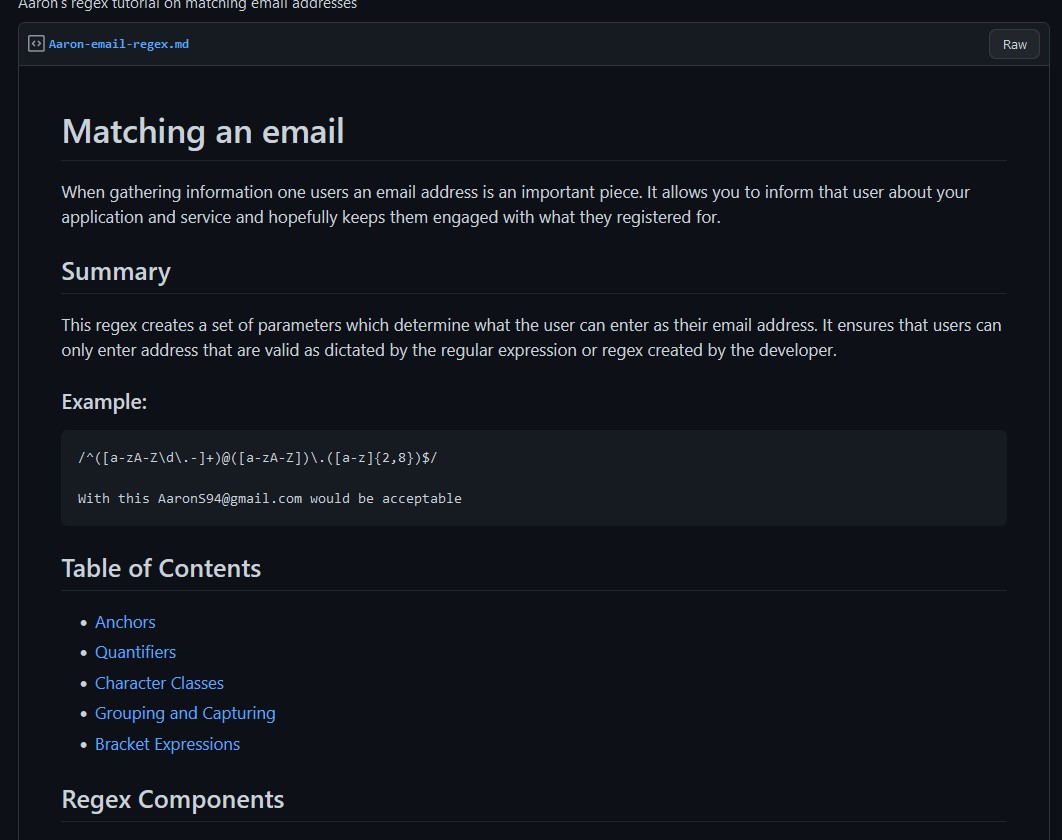 Aaron's regex tutorial on matching email addresses
Aaron-email-regex.md
Raw
Matching an email
When gathering information one users an email address is an important piece. It allows you to inform that user about your
application and service and hopefully keeps them engaged with what they registered for.
Summary
This regex creates a set of parameters which determine what the user can enter as their email address. It ensures that users can
only enter address that are valid as dictated by the regular expression or regex created by the developer.
Example:
/^([a-zA-Z\d\.-]+)@([a-zA-Z])\.([a-z]{2,8})$/
With this AaronS94@gmail.com would be acceptable
Table of Contents
Anchors
Quantifiers
Character Classes
Grouping and Capturing
Bracket Expressions
Regex Components